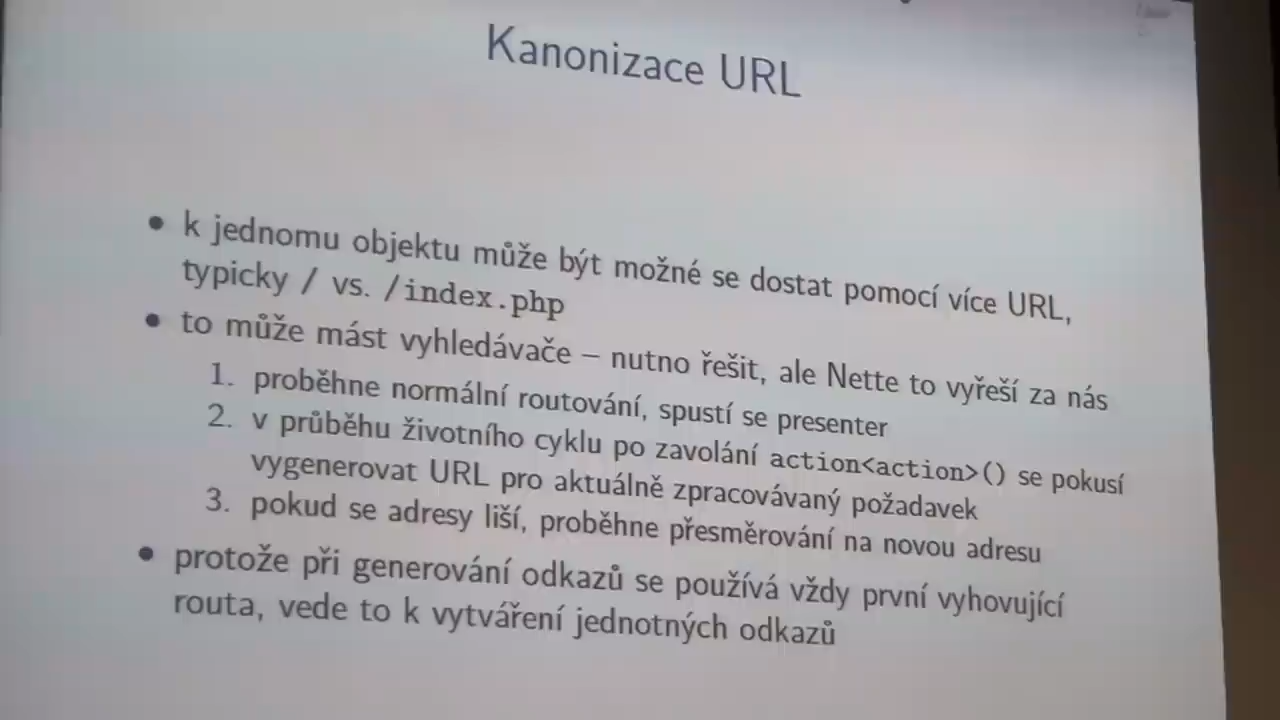 Kanonizace URL
• k jednomu objektu může být možné se dostat pomocí více URL,
typicky / vs. /index.php
• to může mást vyhledávače – nutno řešit, ale Nette to vyřeší za nás
1. proběhne normální routování, spustí se presenter
2. v průběhu životního cyklu po zavolání action<action>() se pokusí
vygenerovat URL pro aktuálně zpracovávaný požadavek
3. pokud se adresy liší, proběhne přesměrování na novou adresu
• protože při generování odkazů se používá vždy první vyhovující
routa, vede to k vytváření jednotných odkazů